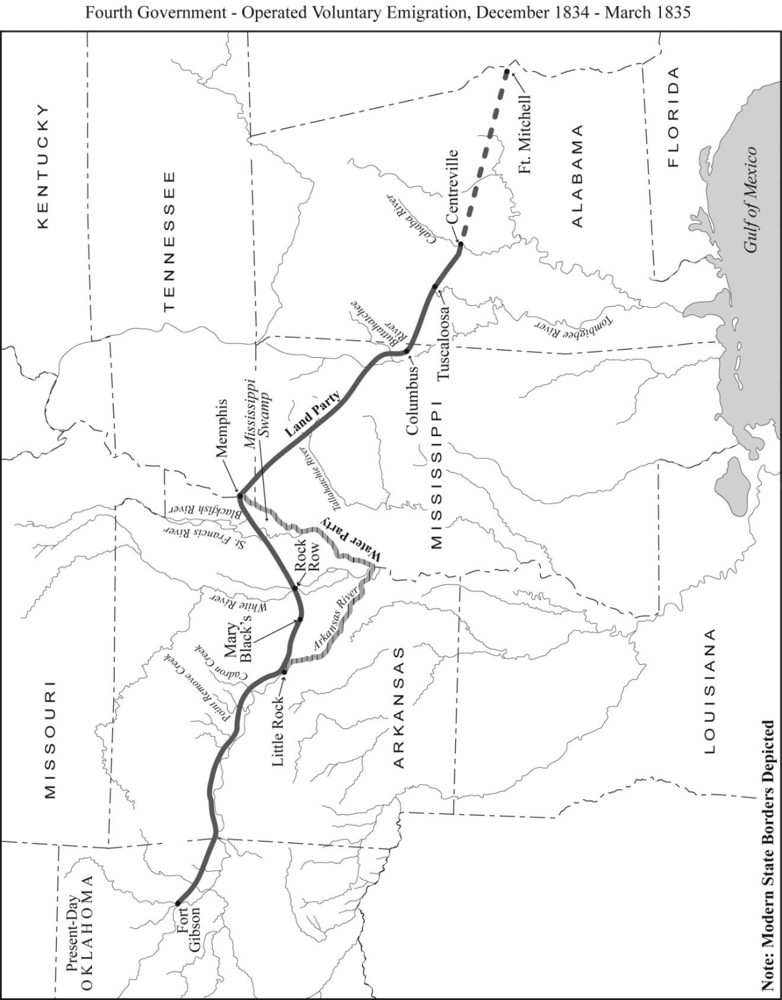 Fourth Government - Operated Voluntary Emigration, December 1834 - March 1835
KENTUCKY
TENNESSEE
MISSOURI
Present-Day
OKLAHOMA
Fort
Gibson
Point Remove Creek
Cadron Creek
Little Rock
Mary
Black's
White River
Rock
Row
St. Francis River
Blackfish River
Memphis
Mississippi
Swamp
Land Party
Water Party
Arkansas River
Tallahatchie River
Buttahatchee
River
Columbus
Tuscaloosa
Tombigbee River
Cahaba River
Centreville
Ft. Mitchell
ALABAMA
FLORIDA
Gulf of Mexico
MISSISSIPPI
ARKANSAS
LOUISIANA
Note: Modern State Borders Depicted